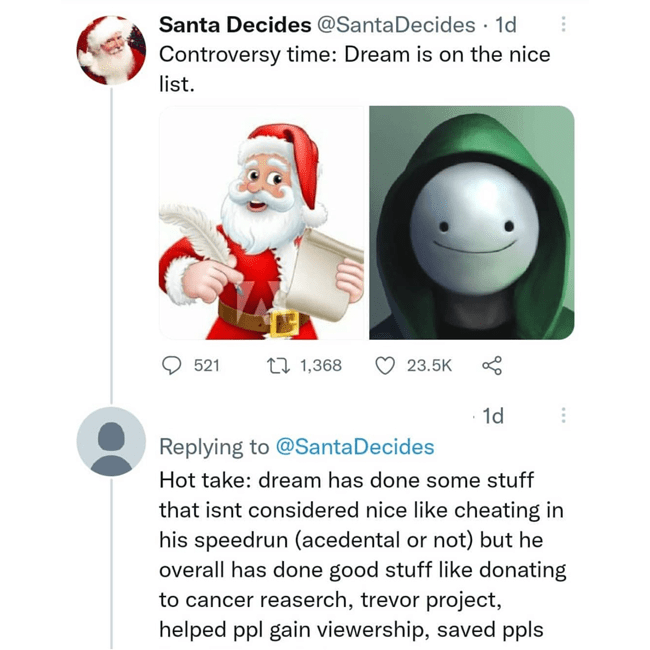 Santa Decides @SantaDecides · 1d
Controversy time: Dream is on the nice
list.
521 1,368 23.5K
· 1d
Replying to @SantaDecides
Hot take: dream has done some stuff
that isnt considered nice like cheating in
his speedrun (acedental or not) but he
overall has done good stuff like donating
to cancer reaserch, trevor project,
helped ppl gain viewership, saved ppls